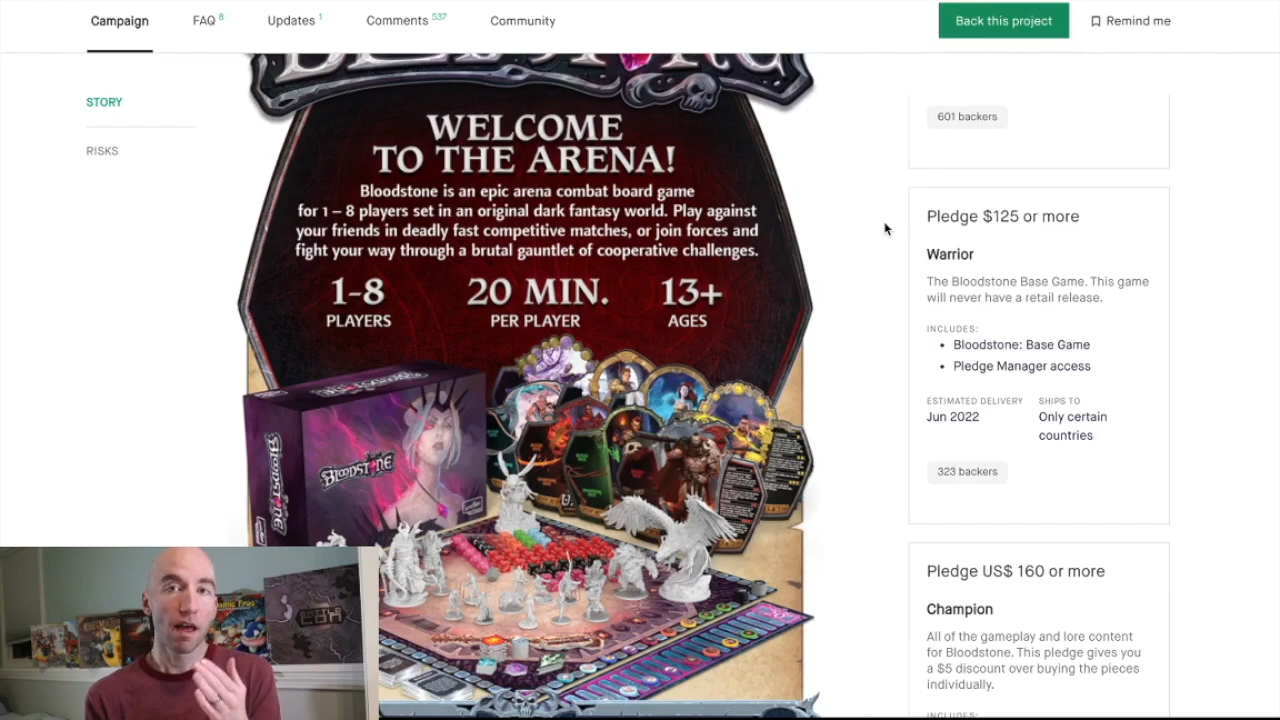 Campaign
FAQ 8
Updates 1
Comments 537
Community
Back this project
Remind me
STORY
RISKS
WELCOME
TO THE ARENA!
Bloodstone is an epic arena combat board game
for 1 – 8 players set in an original dark fantasy world. Play against
your friends in deadly fast competitive matches, or join forces and
fight your way through a brutal gauntlet of cooperative challenges.
1-8
PLAYERS
20 MIN.
PER PLAYER
13+
AGES
BLOODSTONE
BLOODSTONE
BLOODSTONE
BATTLE
CON
601 backers
Pledge $125 or more
Warrior
The Bloodstone Base Game. This game
will never have a retail release.
INCLUDES:
• Bloodstone: Base Game
• Pledge Manager access
ESTIMATED DELIVERY
Jun 2022
SHIPS TO
Only certain
countries
323 backers
Pledge US$ 160 or more
Champion
All of the gameplay and lore content
for Bloodstone. This pledge gives you
a $5 discount over buying the pieces
individually.
INCLUDES: